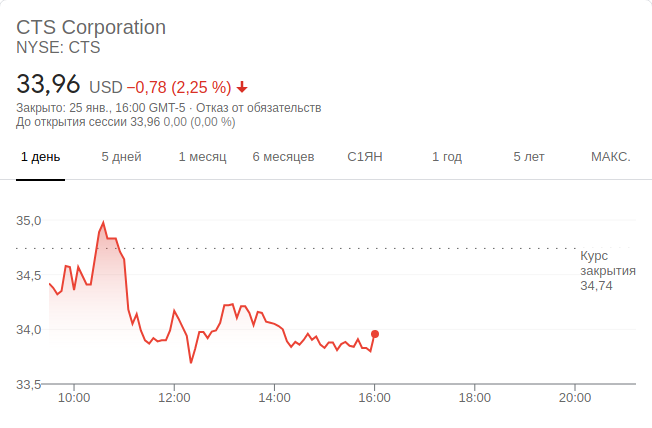 CTS Corporation
NYSE: CTS
33,96 USD −0,78 (2,25 %)
Закрыто: 25 янв., 16:00 GMT-5 · Отказ от обязательств
До открытия сессии 33,96 0,00 (0,00 %)
1 день 5 дней 1 месяц 6 месяцев С1ЯН 1 год 5 лет МАКС.
35,0
Курс
закрытия
34,74
34,5
34,0
33,5
10:00 12:00 14:00 16:00 18:00 20:00